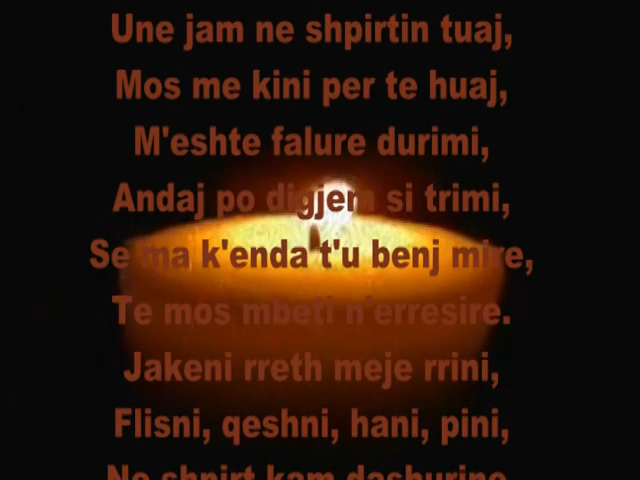 Une jam ne shpirtin tuaj,
Mos me kini per te huaj,
M'eshte falure durimi,
Andaj po digjem si trimi,
Se ma k'enda t'u benj mire,
Te mos mbeti n'erresire.
Jakeni rreth meje rrini,
Flisni, qeshni, hani, pini,
Ne shpirt kam dashurine,